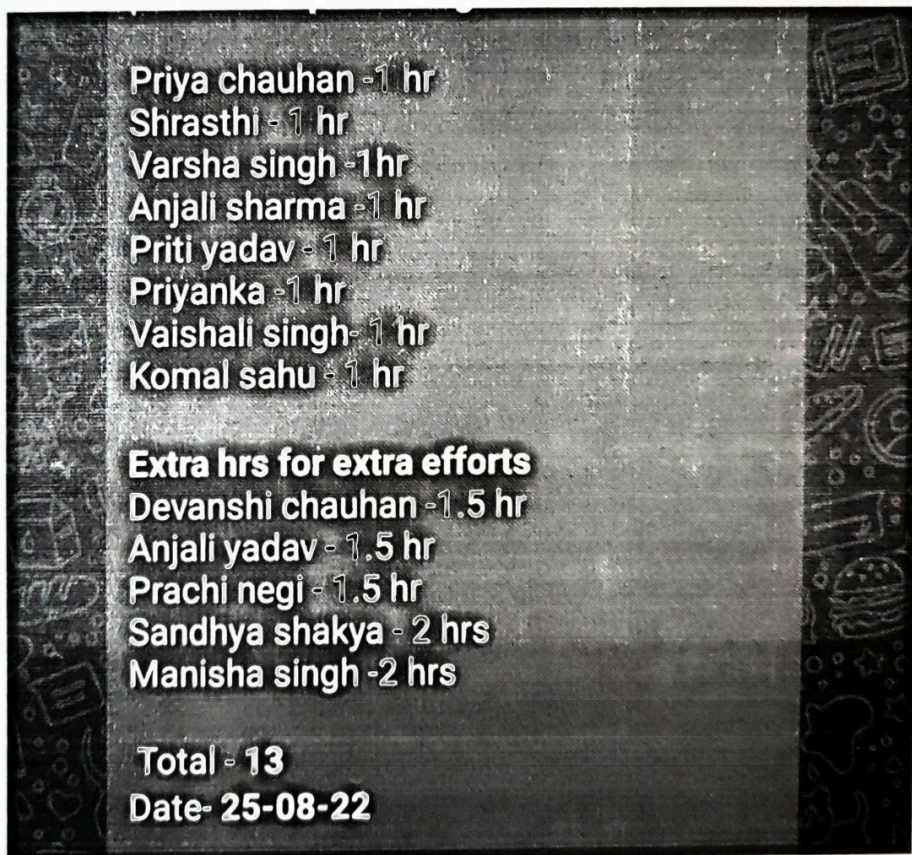 Priya chauhan -1 hr
Shrasthi - 1 hr
Varsha singh -1hr
Anjali sharma -1 hr
Priti yadav - 1 hr
Priyanka -1 hr
Vaishali singh- 1 hr
Komal sahu - 1 hr
Extra hrs for extra efforts
Devanshi chauhan -1.5 hr
Anjali yadav - 1.5 hr
Prachi negi - 1.5 hr
Sandhya shakya - 2 hrs
Manisha singh -2 hrs
Total - 13
Date- 25-08-22